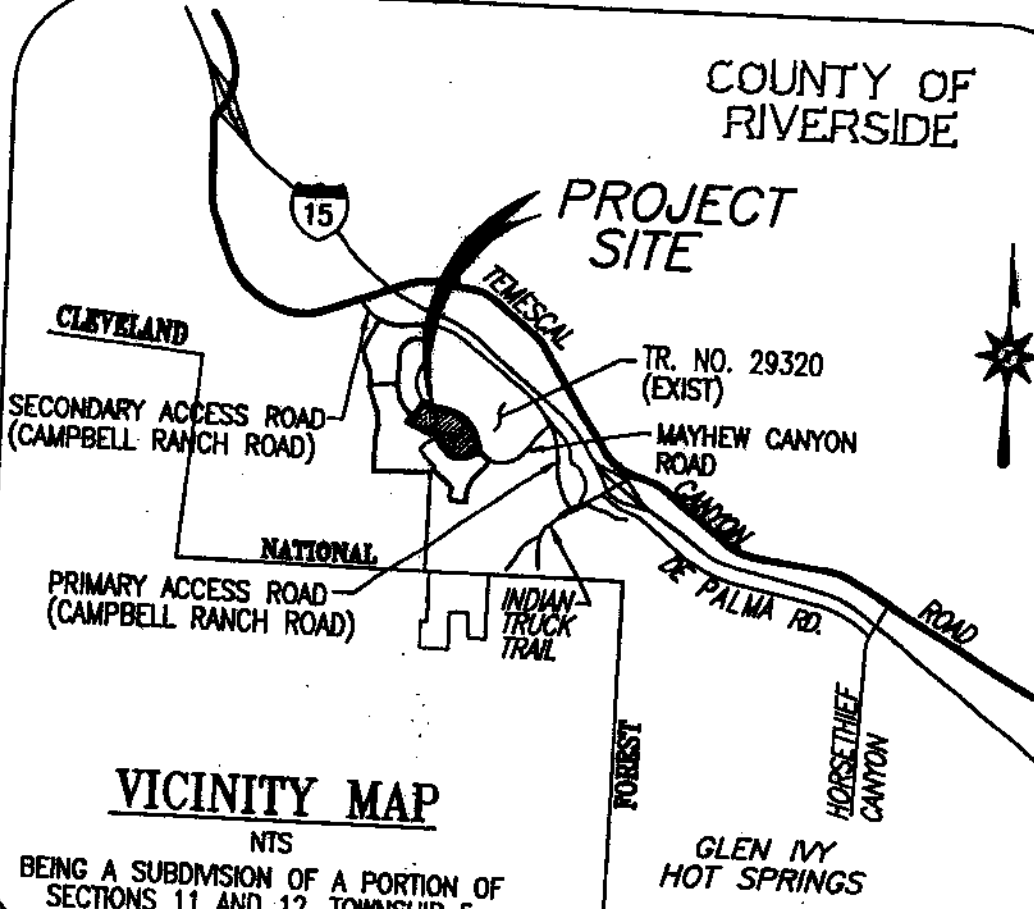 COUNTY OF
RIVERSIDE
15
PROJECT
SITE
TEMESCAL
CLEVELAND
TR. NO. 29320
(EXIST)
SECONDARY ACCESS ROAD
(CAMPBELL RANCH ROAD)
MAYHEW CANYON
ROAD
CANYON
NATIONAL
PRIMARY ACCESS ROAD
(CAMPBELL RANCH ROAD)
INDIAN
TRUCK
TRAIL
DE PALMA RD.
ROAD
HORSETHIEF
CANYON
FOREST
VICINITY MAP
NTS
GLEN IVY
HOT SPRINGS
BEING A SUBDIVISION OF A PORTION OF
SECTIONS 11 AND 12, TOWNSHIP 5